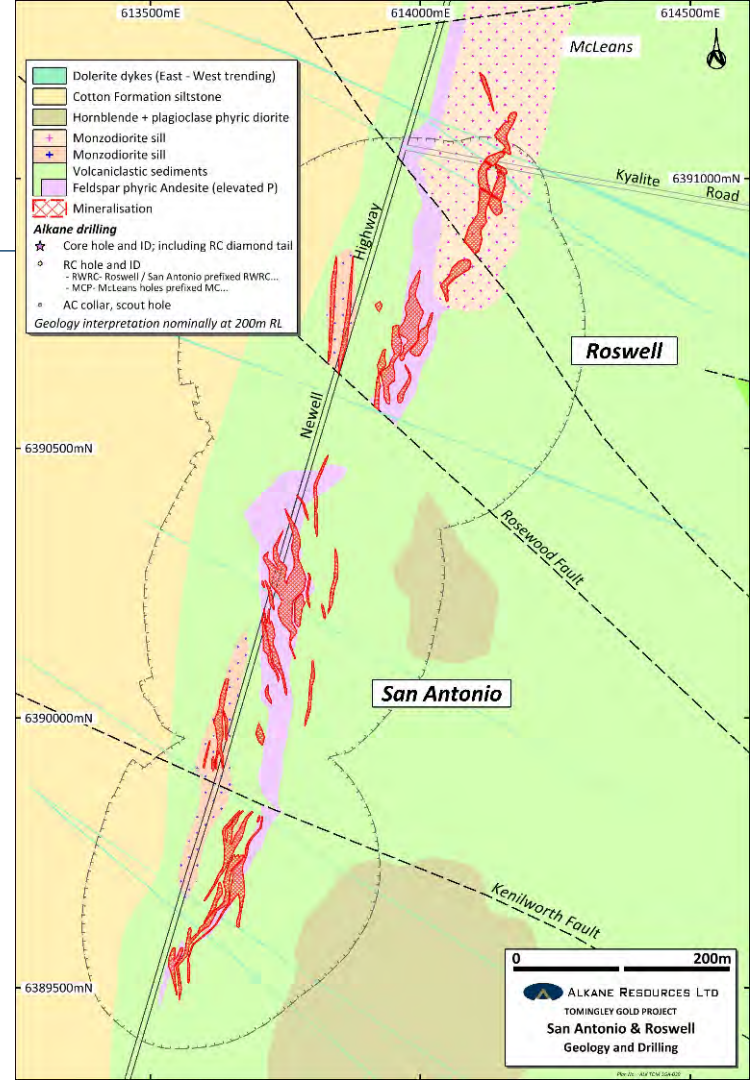 613500mE
614000mE
614500mE
McLeans
Dolerite dykes (East - West trending)
Cotton Formation siltstone
Hornblende + plagioclase phyric diorite
Monzodiorite sill
Monzodiorite sill
Volcaniclastic sediments
Feldspar phyric Andesite (elevated P)
Mineralisation
Alkane drilling
Core hole and ID; including RC diamond tail
RC hole and ID
- RWRC- Roswell / San Antonio prefixed RWRC...
- MCP- McLeans holes prefixed MC...
AC collar, scout hole
Geology interpretation nominally at 200m RL
Kyalite
Road
6391000mN
Highway
Roswell
Newell
6390500mN
Rosewood Fault
San Antonio
6390000mN
Kenilworth Fault
6389500mN
0
200m
ALKANE RESOURCES LTD
TOMINGLEY GOLD PROJECT
San Antonio & Roswell
Geology and Drilling